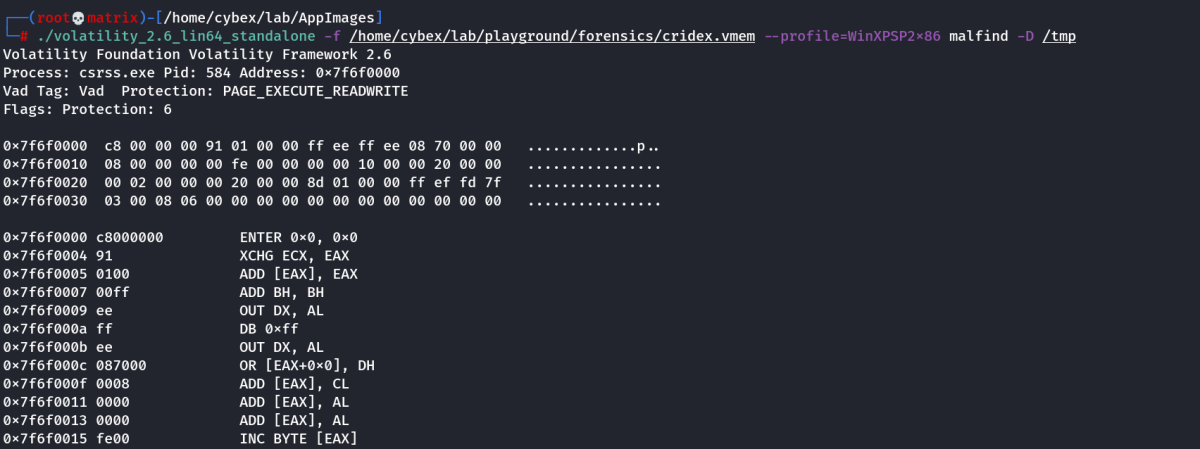 ┌──(root💀matrix)-[/home/cybex/lab/AppImages]
└─# ./volatility_2.6_lin64_standalone -f /home/cybex/lab/playground/forensics/cridex.vmem --profile=WinXPSP2×86 malfind -D /tmp
Volatility Foundation Volatility Framework 2.6
Process: csrss.exe Pid: 584 Address: 0×7f6f0000
Vad Tag: Vad  Protection: PAGE_EXECUTE_READWRITE
Flags: Protection: 6
0×7f6f0000  c8 00 00 00 91 01 00 00 ff ee ff ee 08 70 00 00   .............p..
0×7f6f0010  08 00 00 00 00 fe 00 00 00 00 10 00 00 20 00 00   ................
0×7f6f0020  00 02 00 00 00 20 00 00 8d 01 00 00 ff ef fd 7f   ................
0×7f6f0030  03 00 08 06 00 00 00 00 00 00 00 00 00 00 00 00   ................
0×7f6f0000 c8000000         ENTER 0×0, 0×0
0×7f6f0004 91               XCHG ECX, EAX
0×7f6f0005 0100             ADD [EAX], EAX
0×7f6f0007 00ff             ADD BH, BH
0×7f6f0009 ee               OUT DX, AL
0×7f6f000a ff               DB 0×ff
0×7f6f000b ee               OUT DX, AL
0×7f6f000c 087000           OR [EAX+0×0], DH
0×7f6f000f 0008             ADD [EAX], CL
0×7f6f0011 0000             ADD [EAX], AL
0×7f6f0013 0000             ADD [EAX], AL
0×7f6f0015 fe00             INC BYTE [EAX]